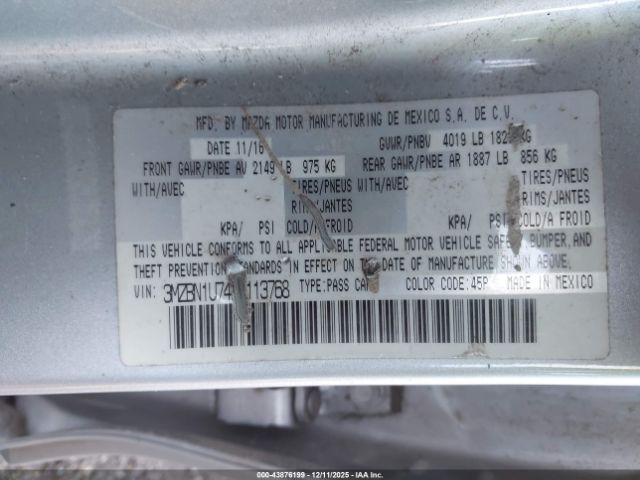 MFD. BY MAZDA MOTOR MANUFACTURING DE MEXICO S.A. DE C.V.
DATE 11/16 GVWR/PNBV 4019 LB KG
FRONT GAWR/PNBE AV 2149 LB 975 KG REAR GAWR/PNBE AR 1887 LB 856 KG
WITH/AVEC TIRES/PNEUS WITH/AVEC TIRES/PNEUS
RIMS/JANTES RIMS/JANTES
KPA/ PSI COLD/A FROID KPA/ PSI COLD/A FROID
THIS VEHICLE CONFORMS TO ALL APPLICABLE FEDERAL MOTOR VEHICLE SAFETY, BUMPER, AND
THEFT PREVENTION STANDARDS IN EFFECT ON THE DATE OF MANUFACTURE SHOWN ABOVE.
VIN: TYPE:PASS CAR COLOR CODE:45P MADE IN MEXICO
000-43876199 - 12/11/2025 - IAAI, Inc.